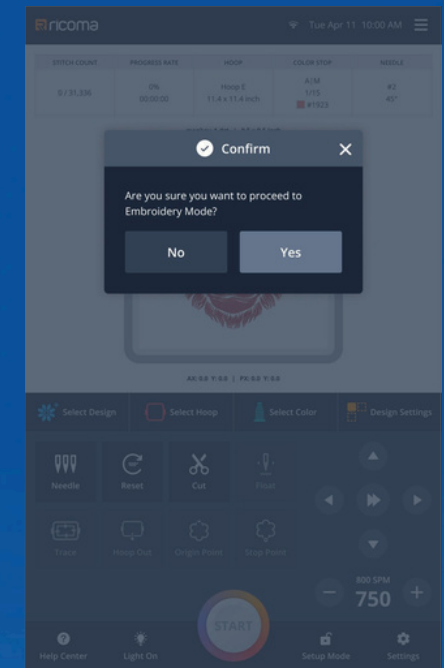 ricoma
Tue Apr 11 10:00 AM
STITCH COUNT PROGRESS RATE HOOP COLOR STOP NEEDLE
0 / 31,336 0% 00:00:00 Hoop E 11.4 x 11.4 inch A|M 1/15 #1923 #3 45°
Confirm
Are you sure you want to proceed to
Embroidery Mode?
No Yes
Select Design Select Hoop Select Color Design Settings
Needle Reset Cut Float
Trace Hoop Out Origin Point Stop Point
800 SPM
750
START
Help Center Light On Setup Mode Settings